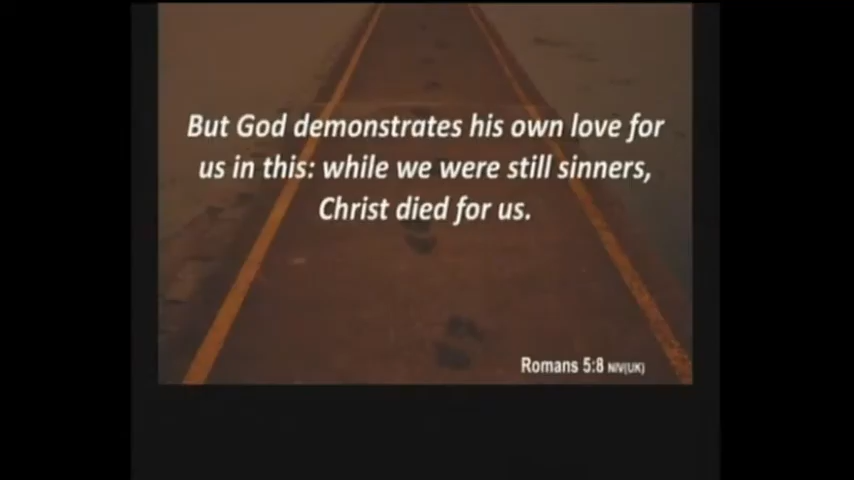 But God demonstrates his own love for
us in this: while we were still sinners,
Christ died for us.
Romans 5:8 NIV(UK)